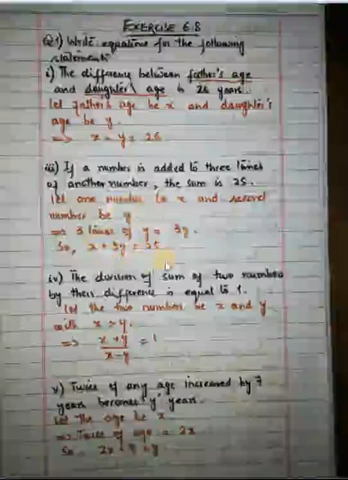 EXERCISE 6.8
Q1) Write equations for the following
statements
i) The difference between father's age
and daughter's age is 26 years.
Let father's age be x and daughter's
age be y.
=> x - y = 26
iii) If a number is added to three times
of another number, the sum is 25.
Let one number be x and second
number be y
=> 3 times of y = 3y.
So, x + 3y = 25
iv) The division of sum of two numbers
by their difference is equal to 1.
Let the two number be x and y
with x > y.
=> x + y / x - y = 1
v) Twice of any age increased by 7
years becomes 'y' years.
Let the age be x
=> Twice of age = 2x
So 2x + 7 = y